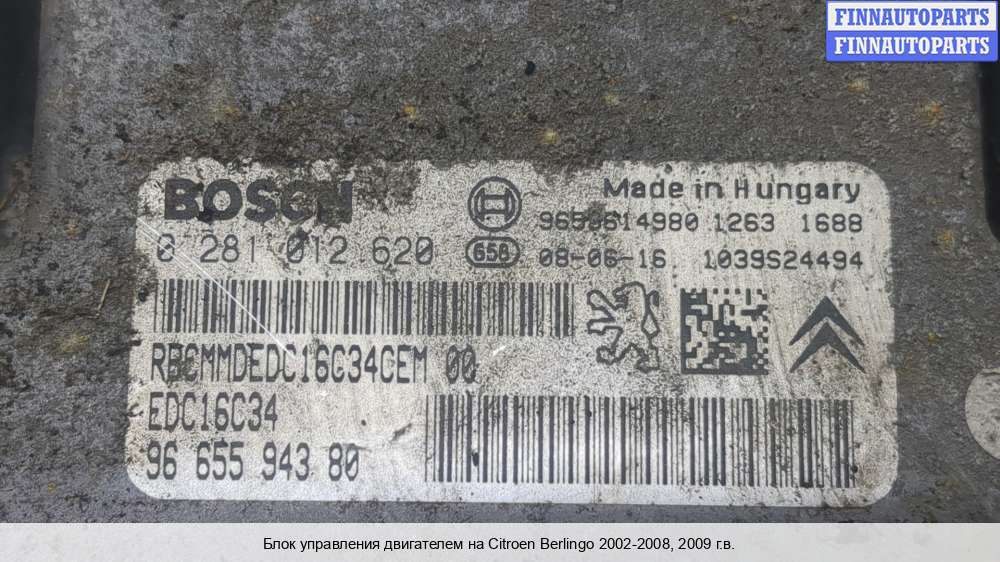 FINNAUTOPARTS
FINNAUTOPARTS
BOSCH
Made in Hungary
9653614980 1263 1688
0 281 012 620
658
08-06-16 1039S24494
RBCMMDEDC16C34CEM 00
EDC16C34
96 655 943 80
Блок управления двигателем на Citroen Berlingo 2002-2008, 2009 г.в.